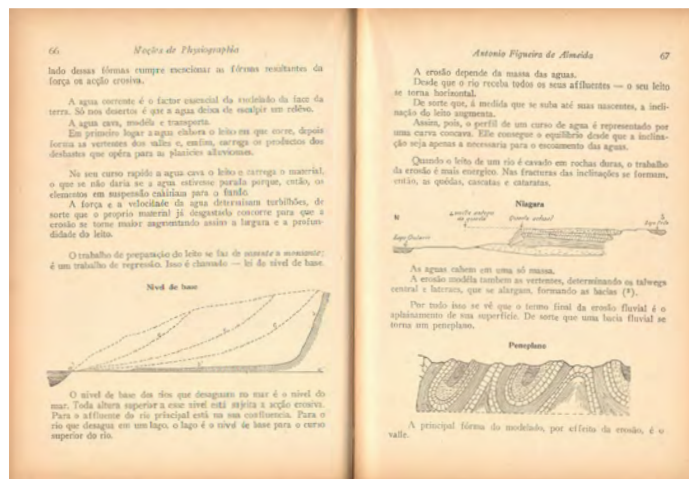 66 Noções de Physiographia
lado dessas fórmas cumpre mencionar as fórmas resultantes da
força os acção erosiva.
A agua corrente é o factor essencial da modelado da face da
terra. Só nos desertos é que a agua deixa de esculpir em relêvo.
A agua cava, modéla e transporta.
Em primeiro logar a agua elabora o leito em que corre, depois
fórma as vertentes dos valles e, emfim, carrega os productos dos
desbastes que opéra para as planicies alluvionaes.
No seu curso rapido a agua cava o leito e carrega o material,
o que se não daria se a agua estivesse parada porque, então, os
elementos em suspensão cahiriam para o fundo.
A força e a velocidade da agua determinam turbilhões, de
sorte que o proprio material já desgastado concorre para que a
erosão se torne maior augmentando assim a largura e a profun-
didade do leito.
O trabalho de preparação do leito se faz de montante;
é um trabalho de regressão. Isso é chamado — lei do nivel de base.
Nivel de base
O nivel de base dos rios que desaguam no mar é o nivel do
mar. Toda altura superior a esse nivel está sujeita a acção erosiva.
Para o affluente do rio principal está na sua confluencia. Para o
rio que desagua em um lago, o lago é o nivel de base para o curso
superior do rio.
Antonio Figueira de Almeida 67
A erosão depende da massa das aguas.
Desde que o rio receba todos os seus affluentes — o seu leito
se torna horizontal.
De sorte que, á medida que se suba até suas nascentes, a incli-
nação do leito augmenta.
Assim, pois, o perfil de um curso de agua é representado por
uma curva concava. Elle consegue o equilibrio desde que a inclina-
ção seja apenas a necessaria para o escoamento das aguas.
Quando o leito de um rio é cavado em rochas duras, o trabalho
da erosão é mais energico. Nas fracturas das inclinações se formam,
então, as quédas, cascatas e cataratas.
Niagara
N
Quéda actual
S
As aguas cahem em uma só massa.
A erosão modéla tambem as vertentes, determinando os talwegs
central e lateraes, que se alargam, formando as bacias (¹).
Por tudo isso se vê que o termo final da erosão fluvial é o
aplainamento de sua superficie. De sorte que uma bacia fluvial se
torna um peneplano.
Peneplano
A principal fórma do modelado, por effeito da erosão, é o
valle.